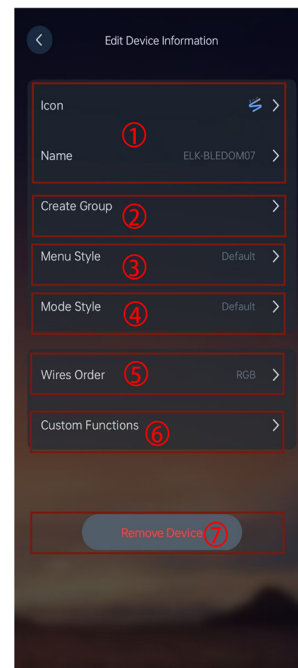 Edit Device Information
Icon
①
Name ELK-BLEDOM07
Create Group
②
Menu Style Default
③
Mode Style Default
④
Wires Order ⑤ RGB
Custom Functions
⑥
Remove Device ⑦